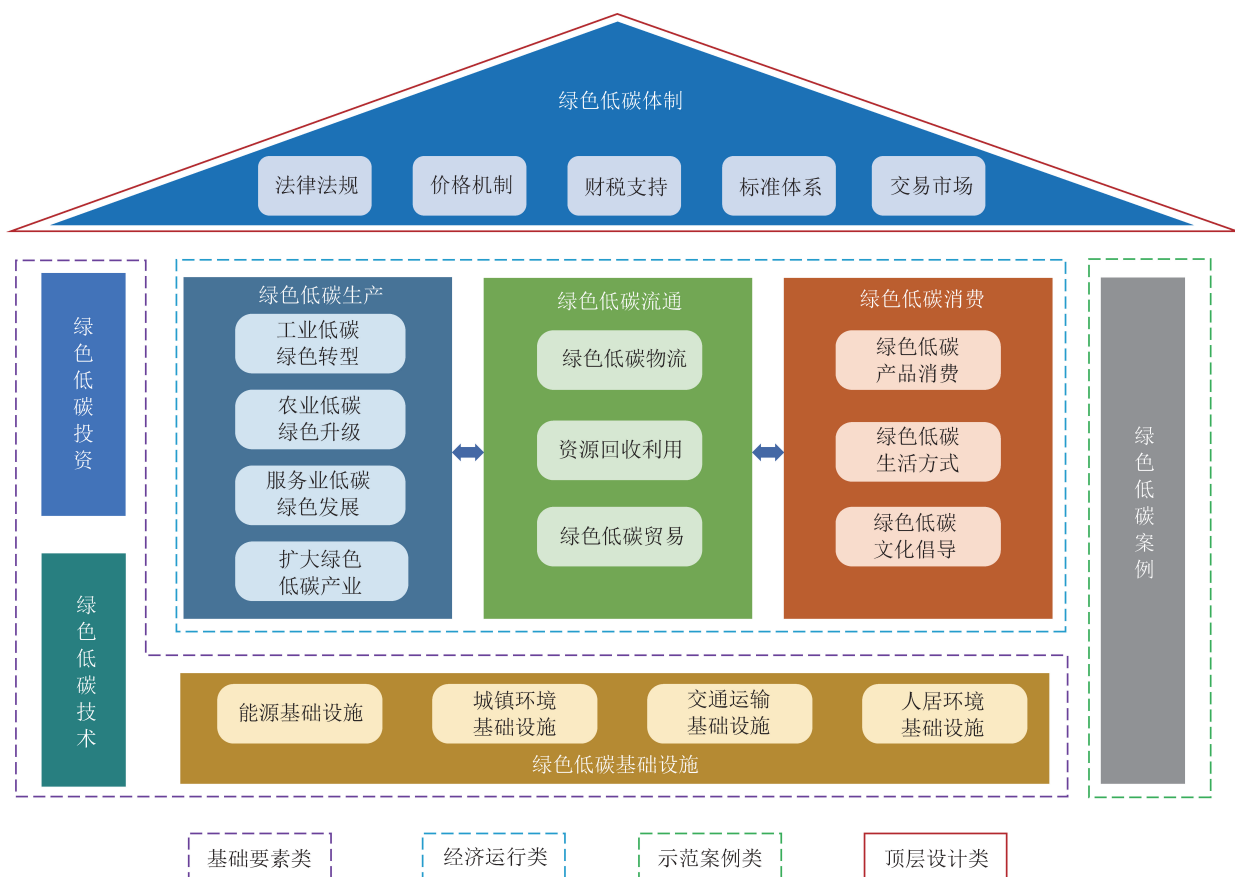 绿色低碳体制
法律法规
价格机制
财税支持
标准体系
交易市场
绿色低碳投资
绿色低碳技术
绿色低碳生产
工业低碳
绿色转型
农业低碳
绿色升级
服务业低碳
绿色发展
扩大绿色
低碳产业
绿色低碳流通
绿色低碳物流
资源回收利用
绿色低碳贸易
绿色低碳消费
绿色低碳
产品消费
绿色低碳
生活方式
绿色低碳
文化倡导
绿色低碳案例
能源基础设施
城镇环境
基础设施
交通运输
基础设施
人居环境
基础设施
绿色低碳基础设施
基础要素类
经济运行类
示范案例类
顶层设计类